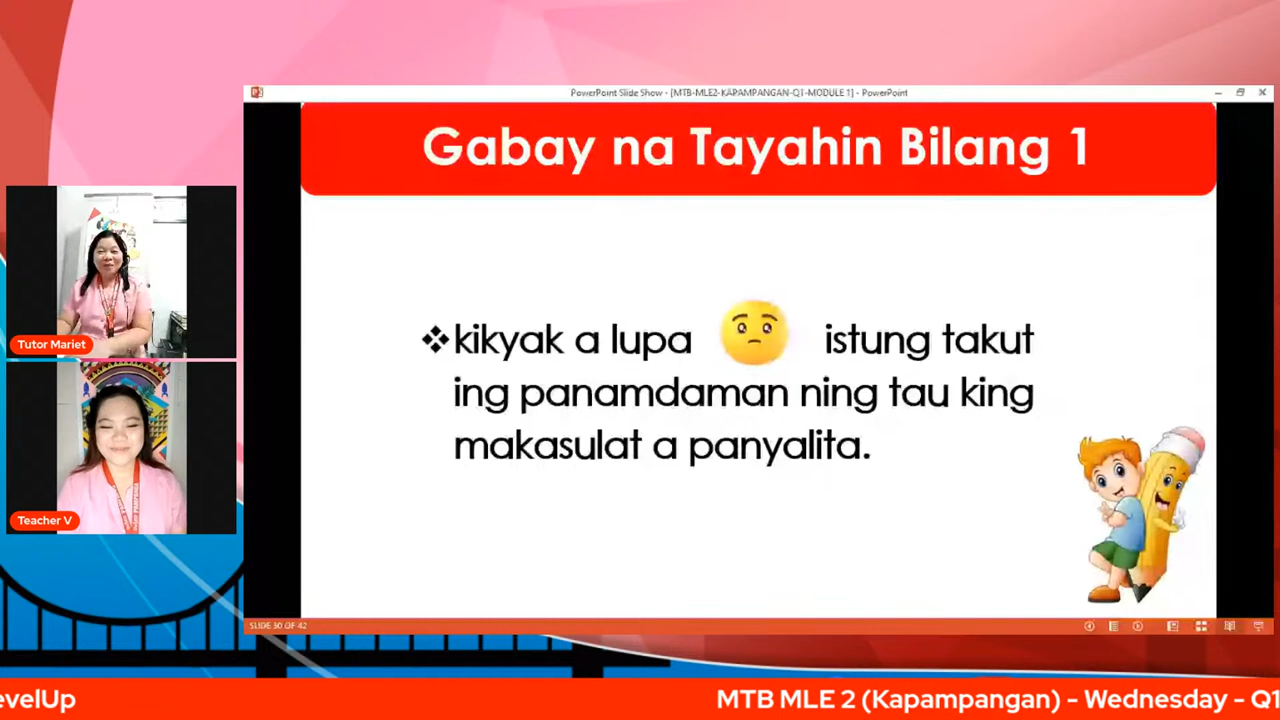 PowerPoint Slide Show - [MTB-MLE2-KAPAMPANGAN-Q1-MODULE 1] - PowerPoint
Gabay na Tayahin Bilang 1
❖kikyak a lupa istung takut
ing panamdaman ning tau king
makasulat a panyalita.
Tutor Mariet
Teacher V
SLIDE 30 OF 42
evelUp
MTB MLE 2 (Kapampangan) - Wednesday - Q1